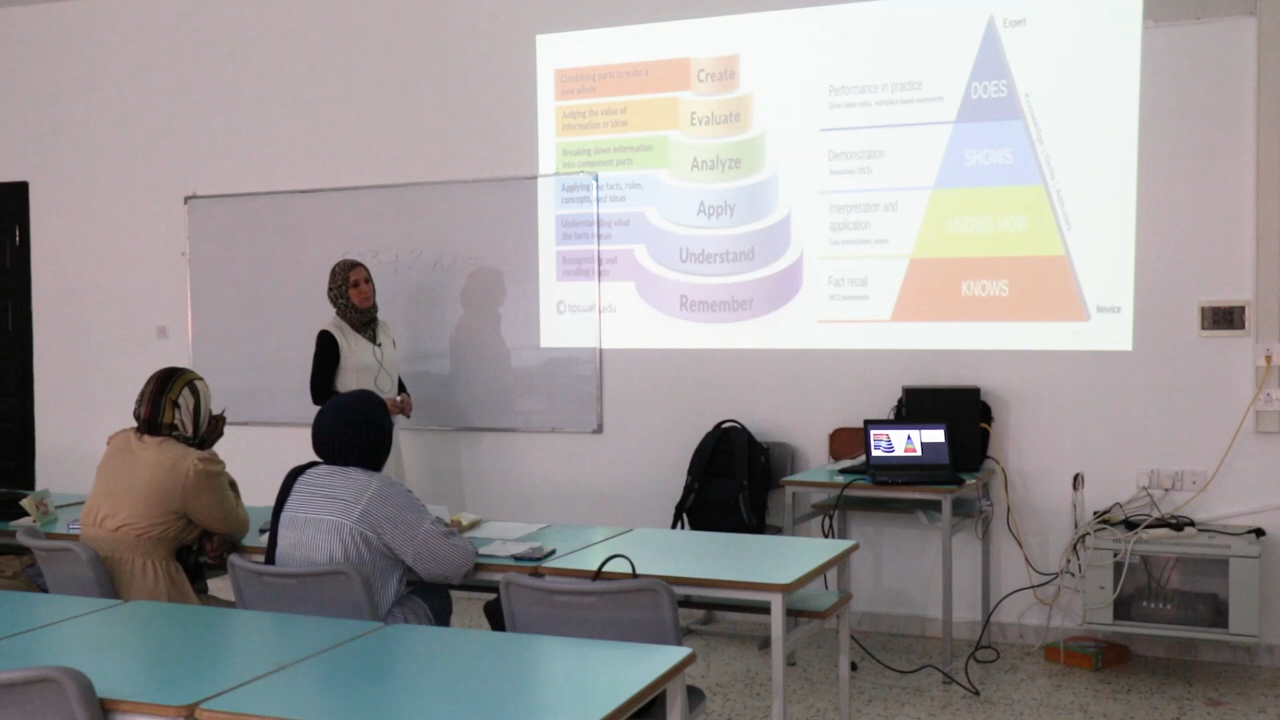 Combining parts to make a
new whole
Create
Judging the value of
information or ideas
Evaluate
Breaking down information
into component parts
Analyze
Applying the facts, rules,
concepts, and ideas
Apply
Understanding what
the facts mean
Understand
Recognizing and
recalling facts
Remember
Expert
Performance in practice
DOES
Demonstration
SHOWS
Interpretation and
application
KNOWS HOW
Fact recall
KNOWS
Novice